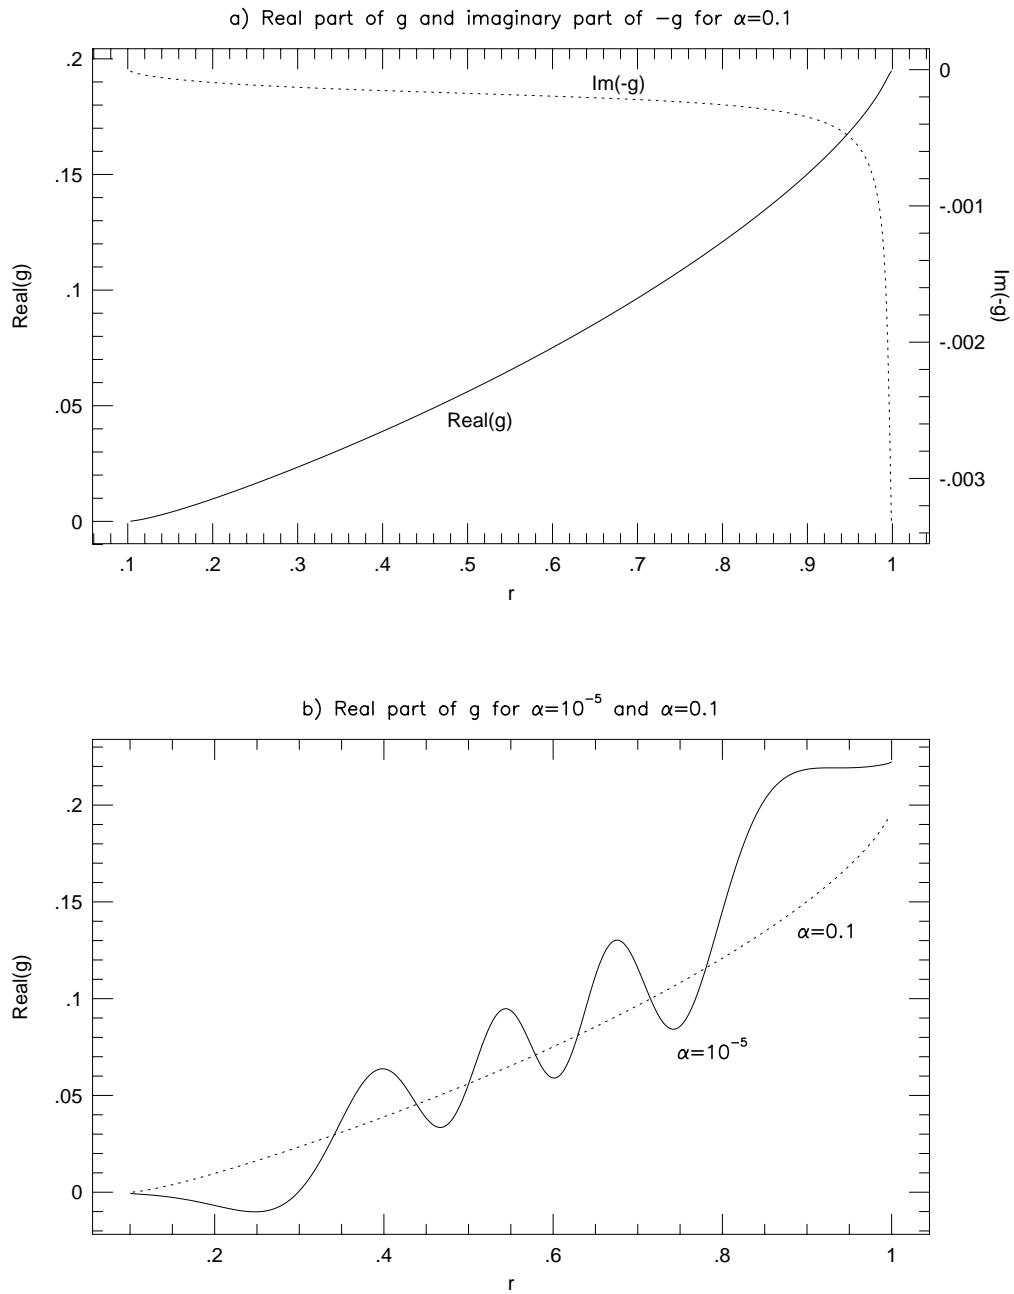 a) Real part of g and imaginary part of −g for α=0.1
.2
.15
.1
.05
0
Real(g)
Im(-g)
Real(g)
0
-.001
-.002
-.003
Im(-g)
.1 .2 .3 .4 .5 .6 .7 .8 .9 1
r
b) Real part of g for α=10⁻⁵ and α=0.1
.2
.15
.1
.05
0
Real(g)
α=0.1
α=10⁻⁵
.2 .4 .6 .8 1
r